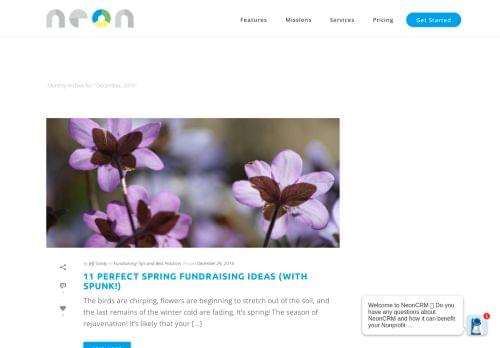 neon
Features
Missions
Services
Pricing
Get Started
Monthly Archive for: "December, 2016"
By Jeff Gordy In Fundraising Tips and Best Practices Posted December 29, 2016
11 PERFECT SPRING FUNDRAISING IDEAS (WITH
SPUNK!)
The birds are chirping, flowers are beginning to stretch out of the soil, and
the last remains of the winter cold are fading. It's spring! The season of
rejuvenation! It's likely that your [...]
Welcome to NeonCRM Do you
have any questions about
NeonCRM and how it can benefit
your Nonprofit ...
1